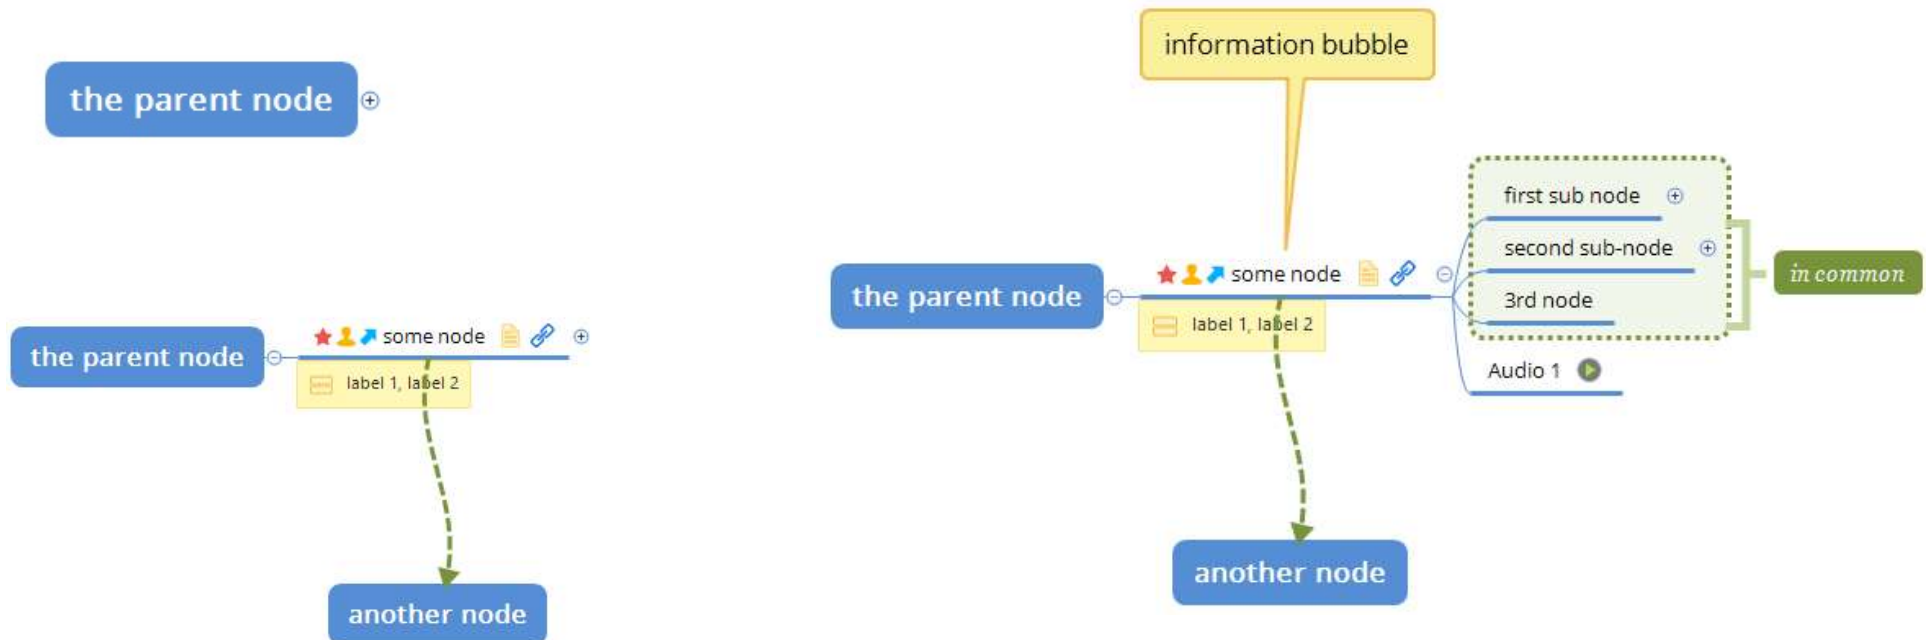 the parent node
the parent node
some node
label 1, label 2
another node
information bubble
the parent node
some node
label 1, label 2
first sub node
second sub-node
3rd node
Audio 1
in common
another node